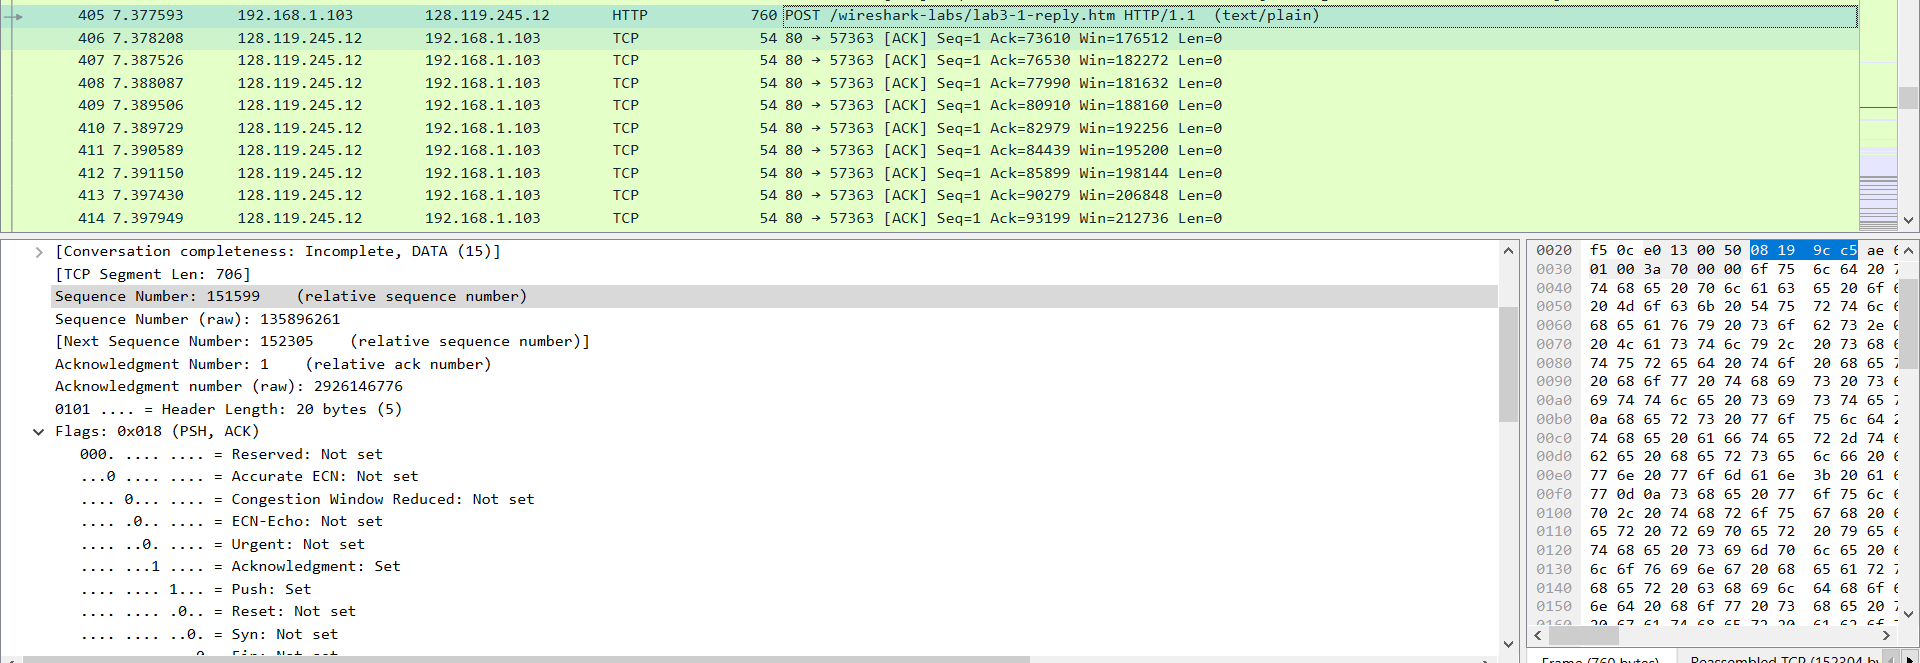 405 7.377593 192.168.1.103 128.119.245.12 HTTP 760 POST /wireshark-labs/lab3-1-reply.htm HTTP/1.1 (text/plain)
406 7.378208 128.119.245.12 192.168.1.103 TCP 54 80 → 57363 [ACK] Seq=1 Ack=73610 Win=176512 Len=0
407 7.387526 128.119.245.12 192.168.1.103 TCP 54 80 → 57363 [ACK] Seq=1 Ack=76530 Win=182272 Len=0
408 7.388087 128.119.245.12 192.168.1.103 TCP 54 80 → 57363 [ACK] Seq=1 Ack=77990 Win=181632 Len=0
409 7.389506 128.119.245.12 192.168.1.103 TCP 54 80 → 57363 [ACK] Seq=1 Ack=80910 Win=188160 Len=0
410 7.389729 128.119.245.12 192.168.1.103 TCP 54 80 → 57363 [ACK] Seq=1 Ack=82979 Win=192256 Len=0
411 7.390589 128.119.245.12 192.168.1.103 TCP 54 80 → 57363 [ACK] Seq=1 Ack=84439 Win=195200 Len=0
412 7.391150 128.119.245.12 192.168.1.103 TCP 54 80 → 57363 [ACK] Seq=1 Ack=85899 Win=198144 Len=0
413 7.397430 128.119.245.12 192.168.1.103 TCP 54 80 → 57363 [ACK] Seq=1 Ack=90279 Win=206848 Len=0
414 7.397949 128.119.245.12 192.168.1.103 TCP 54 80 → 57363 [ACK] Seq=1 Ack=93199 Win=212736 Len=0
[Conversation completeness: Incomplete, DATA (15)]
[TCP Segment Len: 706]
Sequence Number: 151599 (relative sequence number)
Sequence Number (raw): 135896261
[Next Sequence Number: 152305 (relative sequence number)]
Acknowledgment Number: 1 (relative ack number)
Acknowledgment number (raw): 2926146776
0101 .... = Header Length: 20 bytes (5)
Flags: 0x018 (PSH, ACK)
000. .... .... = Reserved: Not set
...0 .... .... = Accurate ECN: Not set
.... 0... .... = Congestion Window Reduced: Not set
.... .0.. .... = ECN-Echo: Not set
.... ..0. .... = Urgent: Not set
.... ...1 .... = Acknowledgment: Set
.... .... 1... = Push: Set
.... .... .0.. = Reset: Not set
.... .... ..0. = Syn: Not set
0020 f5 0c e0 13 00 50 08 19 9c c5 ae
0030 01 00 3a 70 00 00 6f 75 6c 64 20
0040 74 68 65 20 70 6c 61 63 65 20 6f
0050 20 4d 6f 63 6b 20 54 75 72 74 6c
0060 68 65 61 76 79 20 73 6f 62 73 2e
0070 20 4c 61 73 74 6c 79 2c 20 73 68
0080 74 75 72 65 64 20 74 6f 20 68 65
0090 20 68 6f 77 20 74 68 69 73 20 73
00a0 69 74 74 6c 65 20 73 69 73 74 65
00b0 0a 68 65 72 73 20 77 6f 75 6c 64
00c0 74 68 65 20 61 66 74 65 72 2d 74
00d0 62 65 20 68 65 72 73 65 6c 66 20
00e0 77 6e 20 77 6f 6d 61 6e 3b 20 61
00f0 77 0d 0a 73 68 65 20 77 6f 75 6c
0100 70 2c 20 74 68 72 6f 75 67 68 20
0110 65 72 20 72 69 70 65 72 20 79 65
0120 74 68 65 20 73 69 6d 70 6c 65 20
0130 6c 6f 76 69 6e 67 20 68 65 61 72
0140 68 65 72 20 63 68 69 6c 64 68 6f
0150 6e 64 20 68 6f 77 20 73 68 65 20
Frame (760 bytes) Reassembled TCP (152304